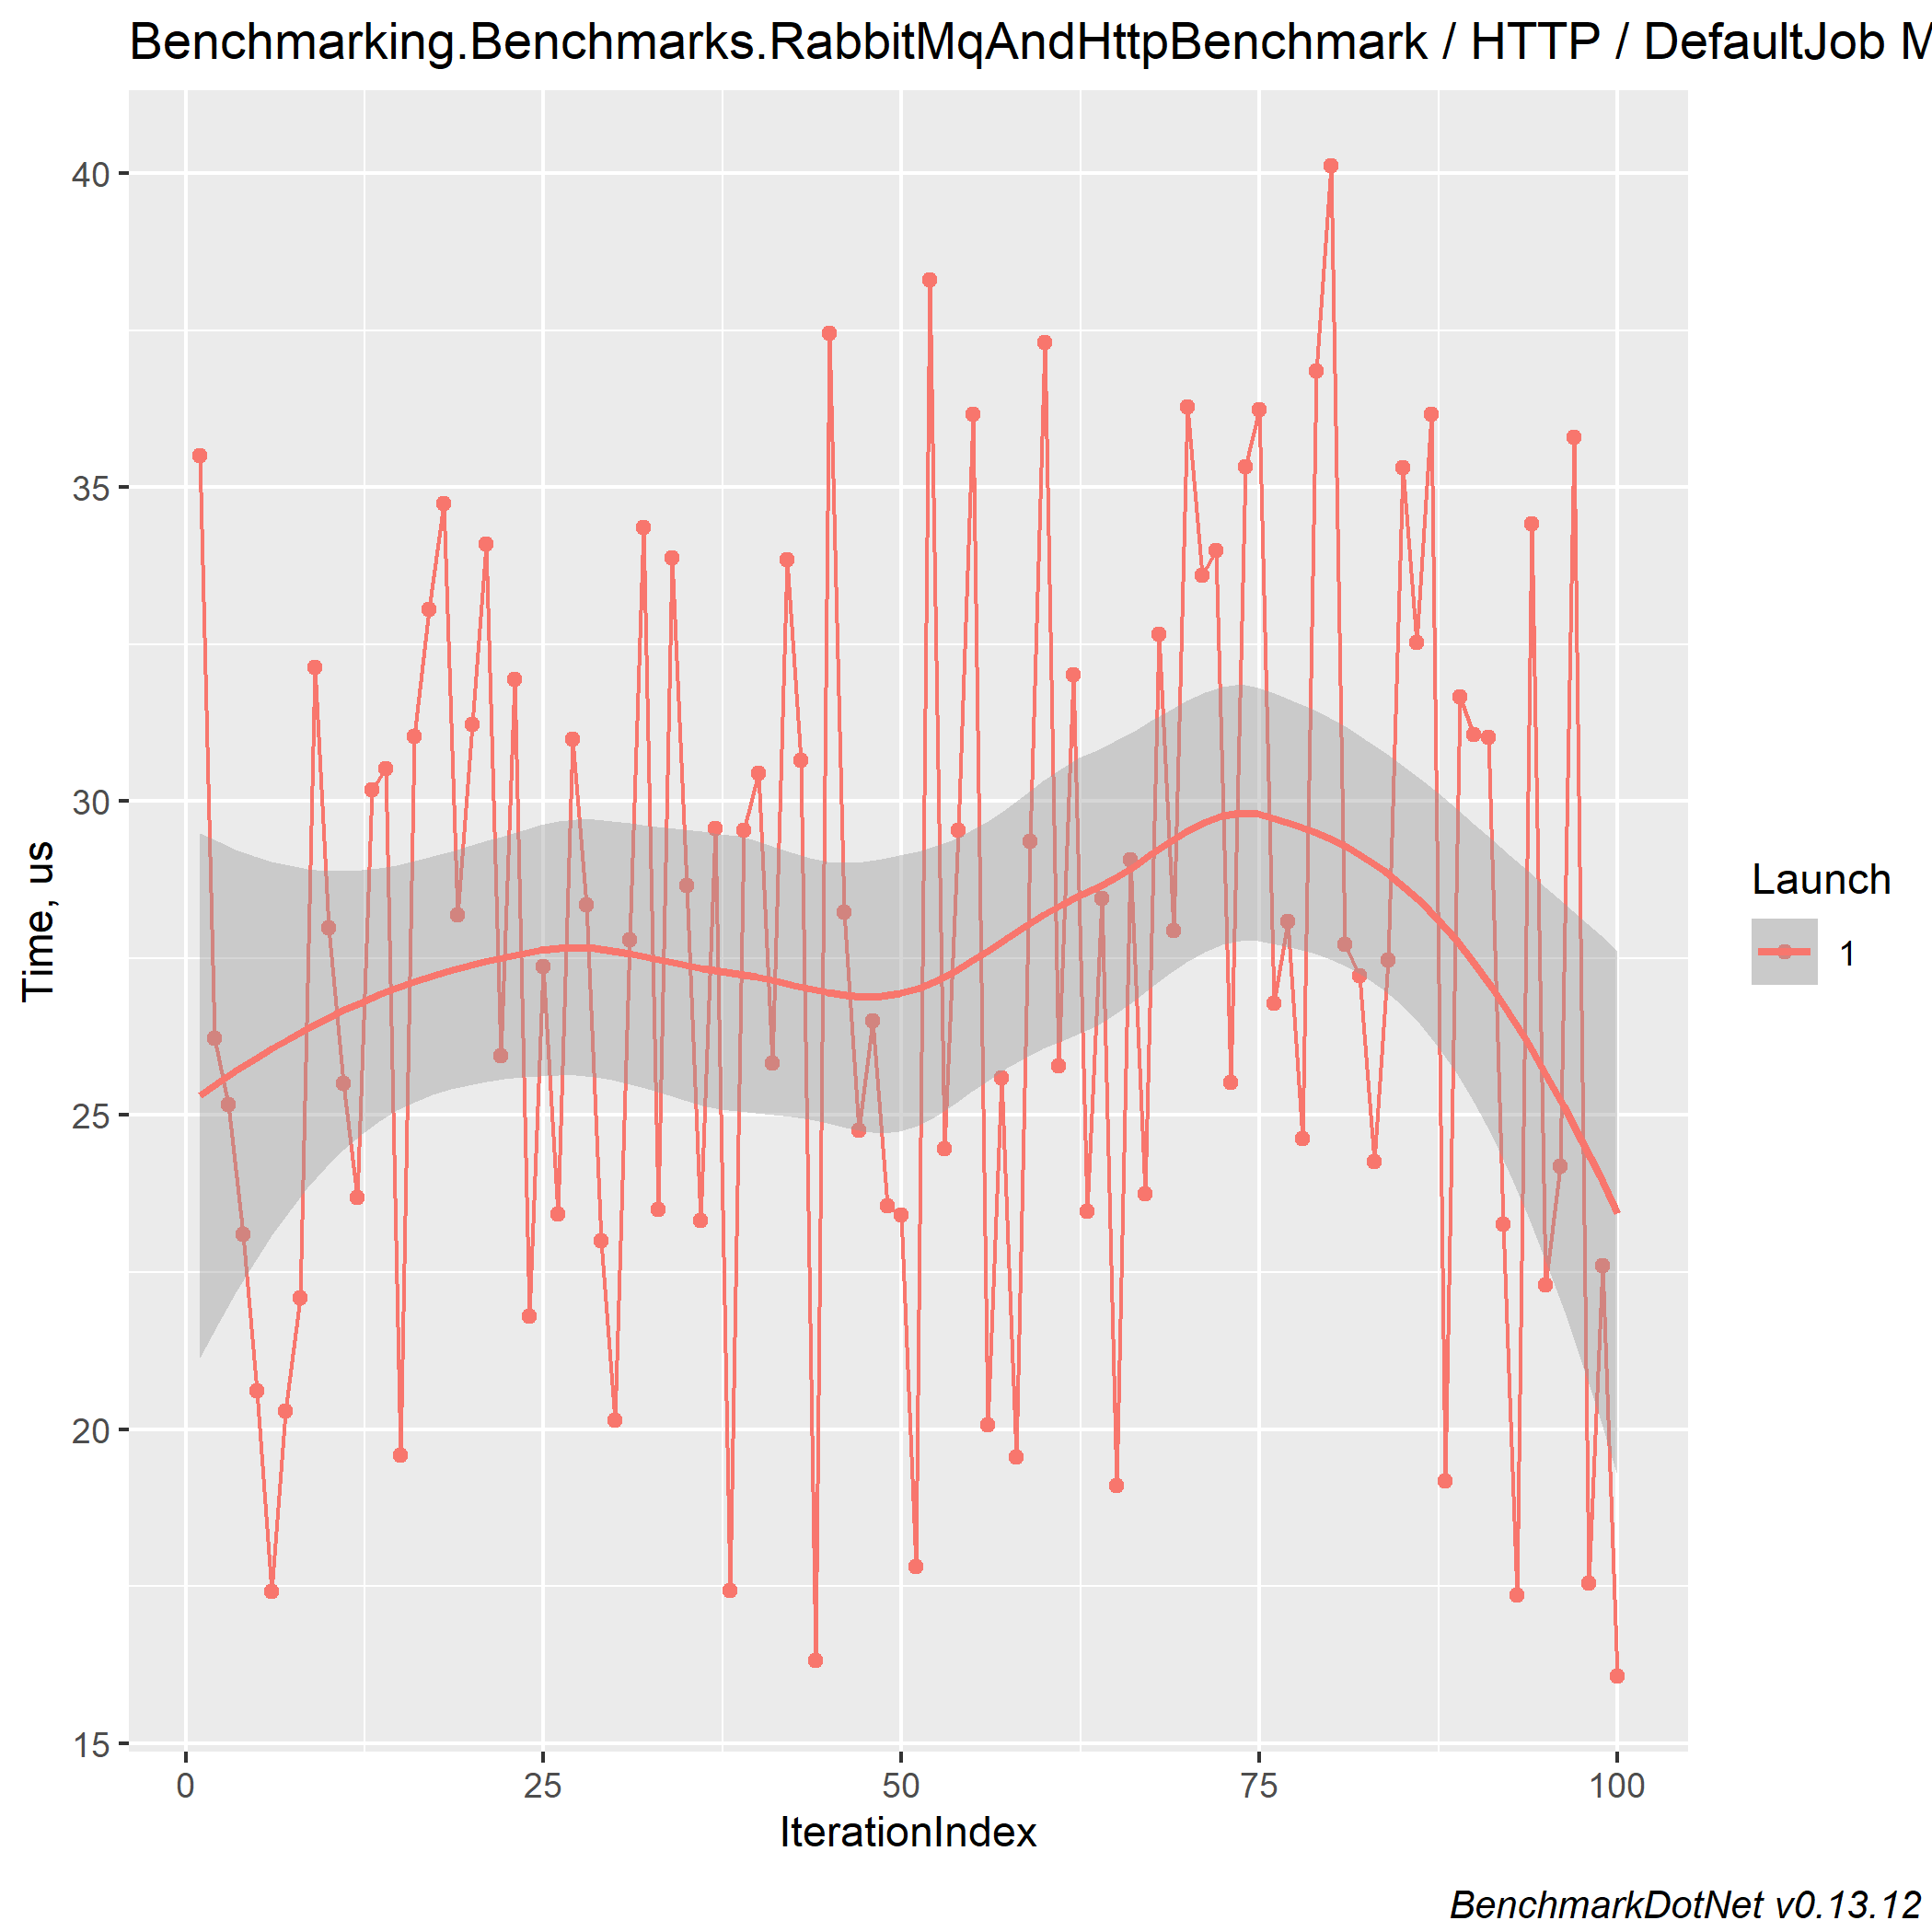 Benchmarking.Benchmarks.RabbitMqAndHttpBenchmark / HTTP / DefaultJob
Time, us
40
35
30
25
20
15
0 25 50 75 100
IterationIndex
Launch
1
BenchmarkDotNet v0.13.12